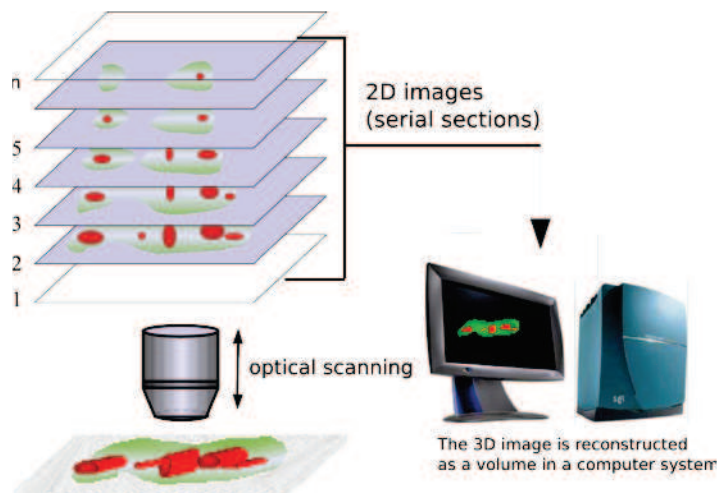 n
5
4
3
2
1
2D images
(serial sections)
optical scanning
sgi
The 3D image is reconstructed
as a volume in a computer system